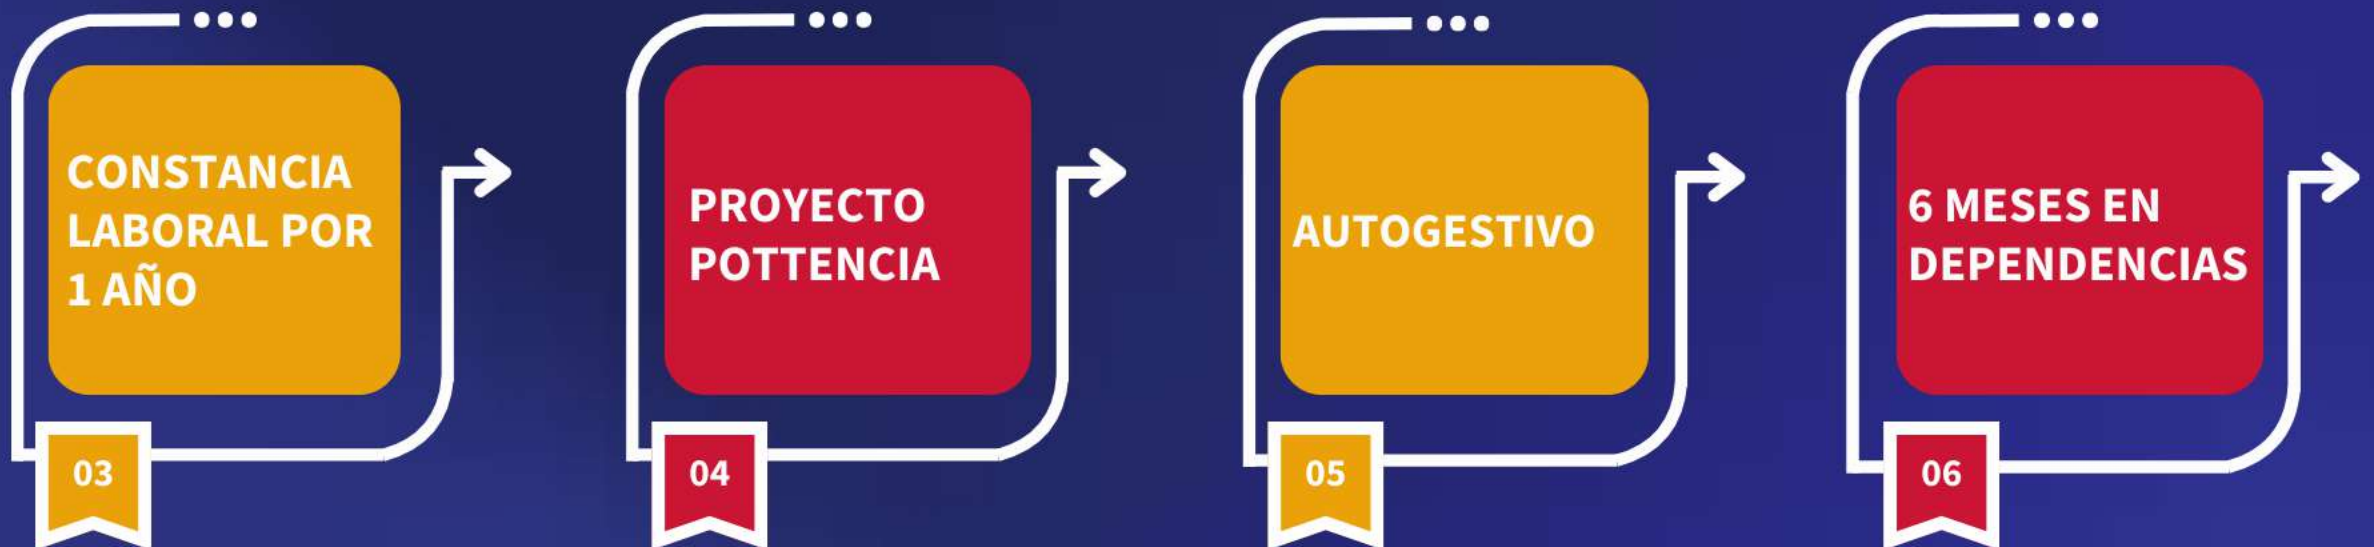 CONSTANCIA
LABORAL POR
1 AÑO
03
PROYECTO
POTTENCIA
04
AUTOGESTIVO
05
6 MESES EN
DEPENDENCIAS
06